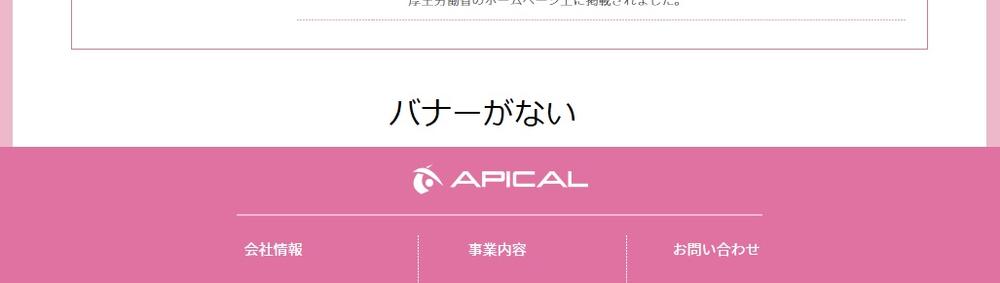 厚生労働省のホームページ上に掲載されました。
バナーがない
APICAL
会社情報
事業内容
お問い合わせ